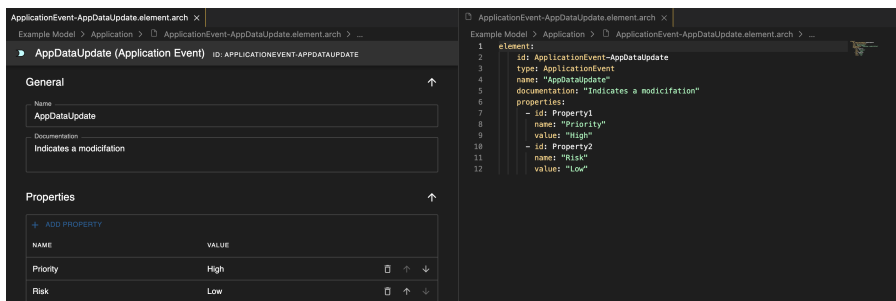 ApplicationEvent-AppDataUpdate.element.arch ×
Example Model > Application > ApplicationEvent-AppDataUpdate.element.arch > ...
AppDataUpdate (Application Event) ID: APPLICATIONEVENT-APPDATAUPDATE
General
Name
AppDataUpdate
Documentation
Indicates a modicifation
Properties
+ ADD PROPERTY
NAME VALUE
Priority High
Risk Low
ApplicationEvent-AppDataUpdate.element.arch ×
Example Model > Application > ApplicationEvent-AppDataUpdate.element.arch > ...
1 element:
2 id: ApplicationEvent-AppDataUpdate
3 type: ApplicationEvent
4 name: "AppDataUpdate"
5 documentation: "Indicates a modicifation"
6 properties:
7 - id: Property1
8 name: "Priority"
9 value: "High"
10 - id: Property2
11 name: "Risk"
12 value: "Low"